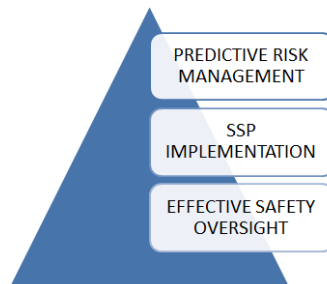 PREDICTIVE RISK
MANAGEMENT
SSP
IMPLEMENTATION
EFFECTIVE SAFETY
OVERSIGHT